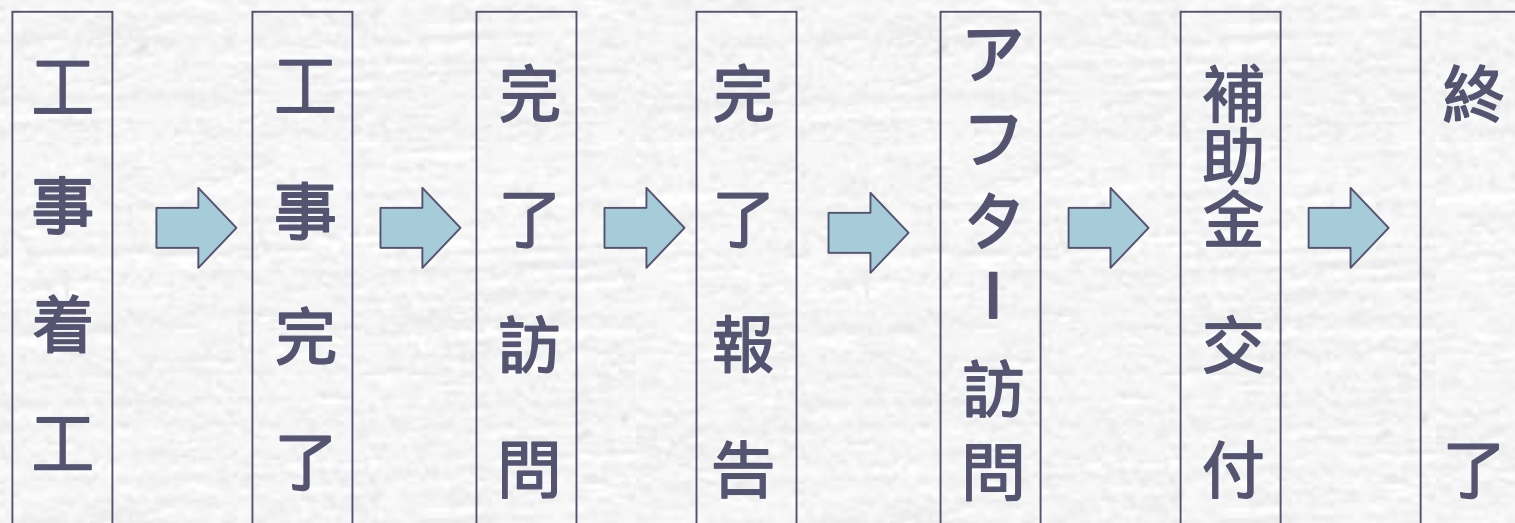 工事着工
工事完了
完了訪問
完了報告
アフター訪問
補助金交付
終了